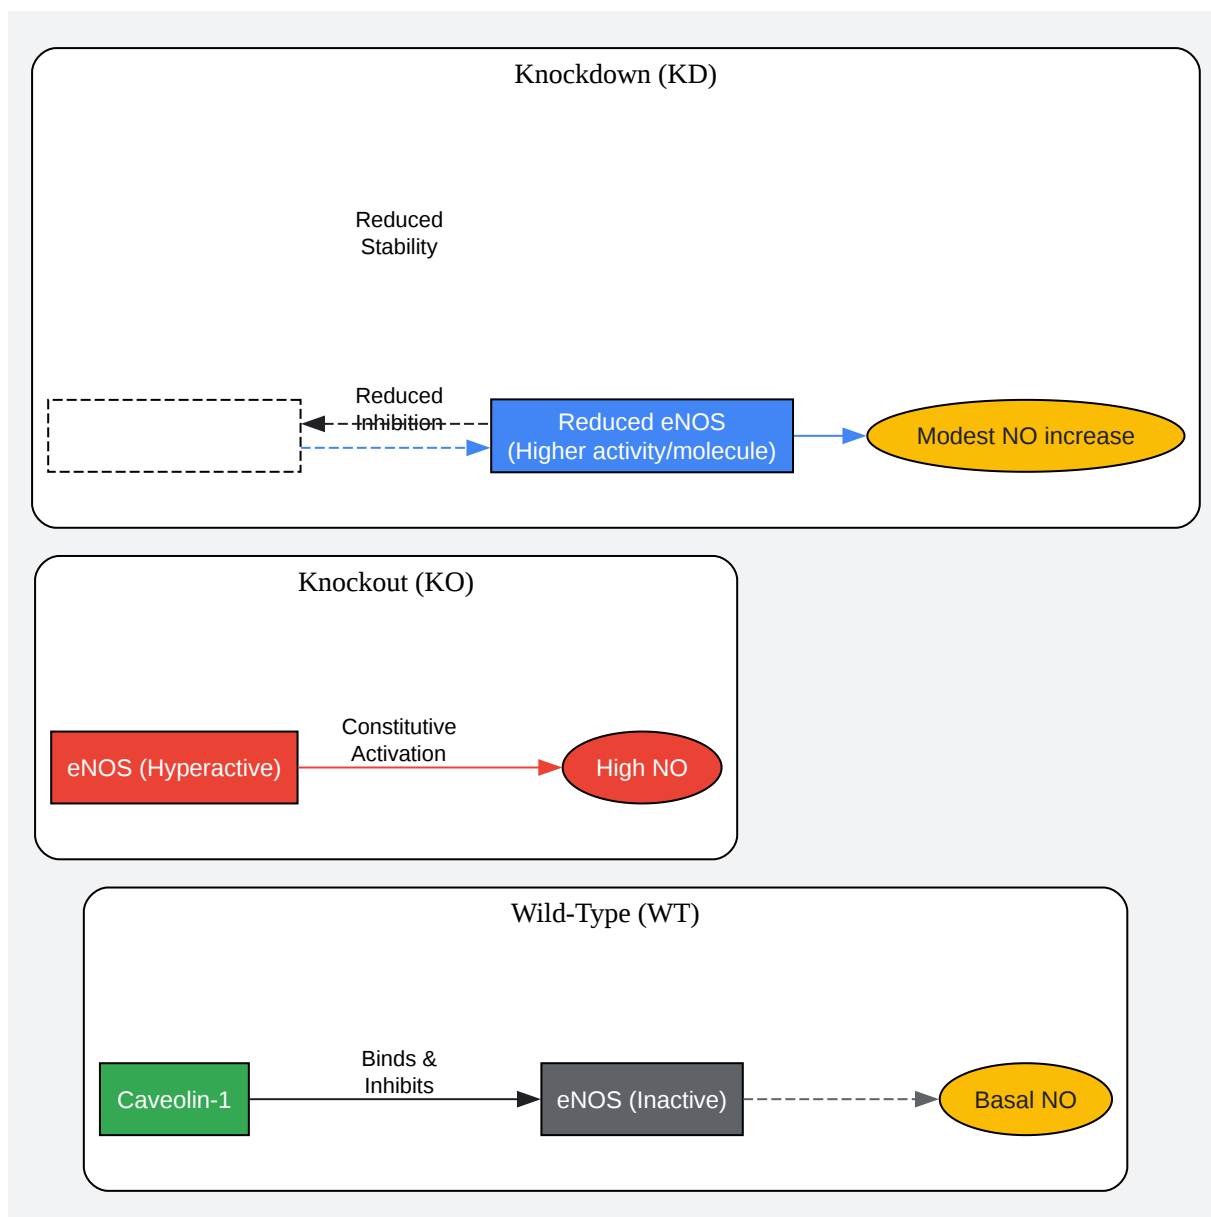 Knockdown (KD)
Reduced
Stability
Reduced
Inhibition
Reduced eNOS
(Higher activity/molecule)
Modest NO increase
Knockout (KO)
Constitutive
Activation
eNOS (Hyperactive)
High NO
Wild-Type (WT)
Binds &
Inhibits
Caveolin-1
eNOS (Inactive)
Basal NO